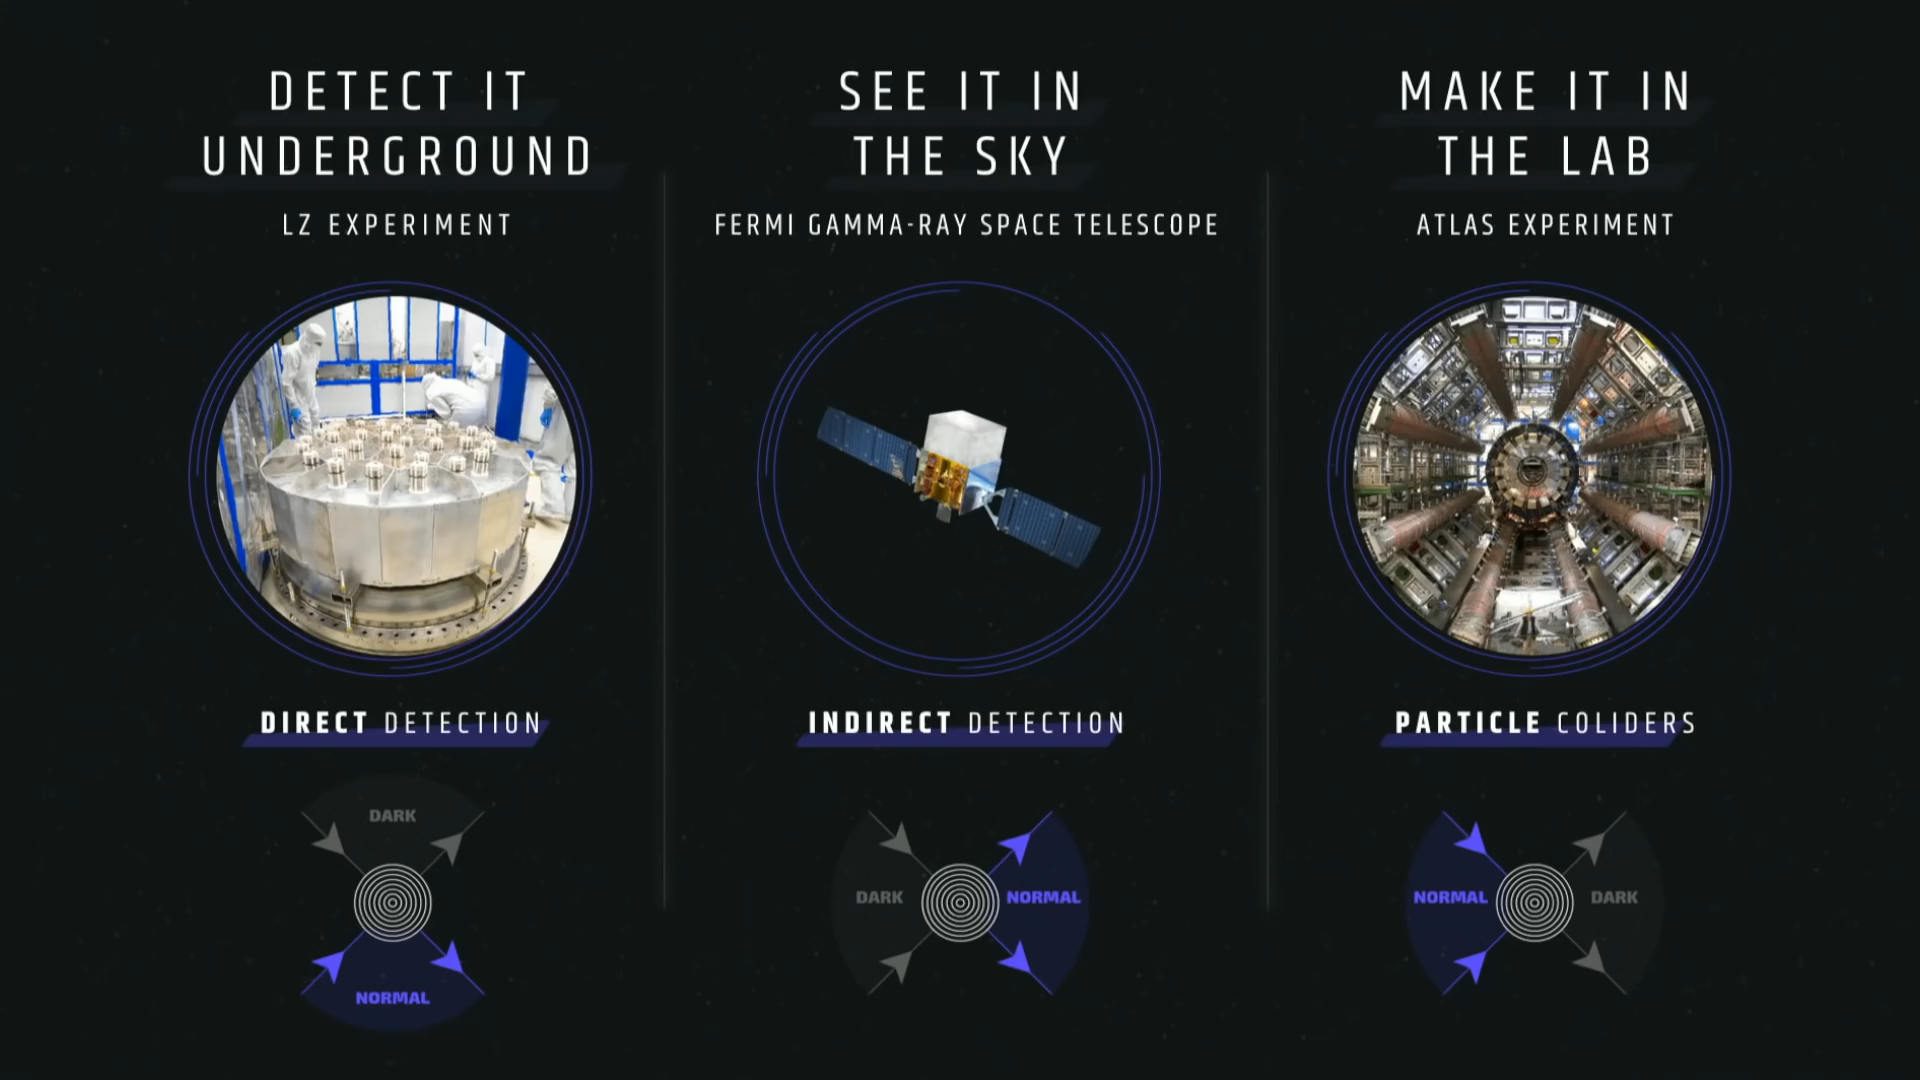 DETECT IT
UNDERGROUND
LZ EXPERIMENT
DIRECT DETECTION
DARK
NORMAL
SEE IT IN
THE SKY
FERMI GAMMA-RAY SPACE TELESCOPE
INDIRECT DETECTION
DARK
NORMAL
MAKE IT IN
THE LAB
ATLAS EXPERIMENT
PARTICLE COLIDERS
NORMAL
DARK